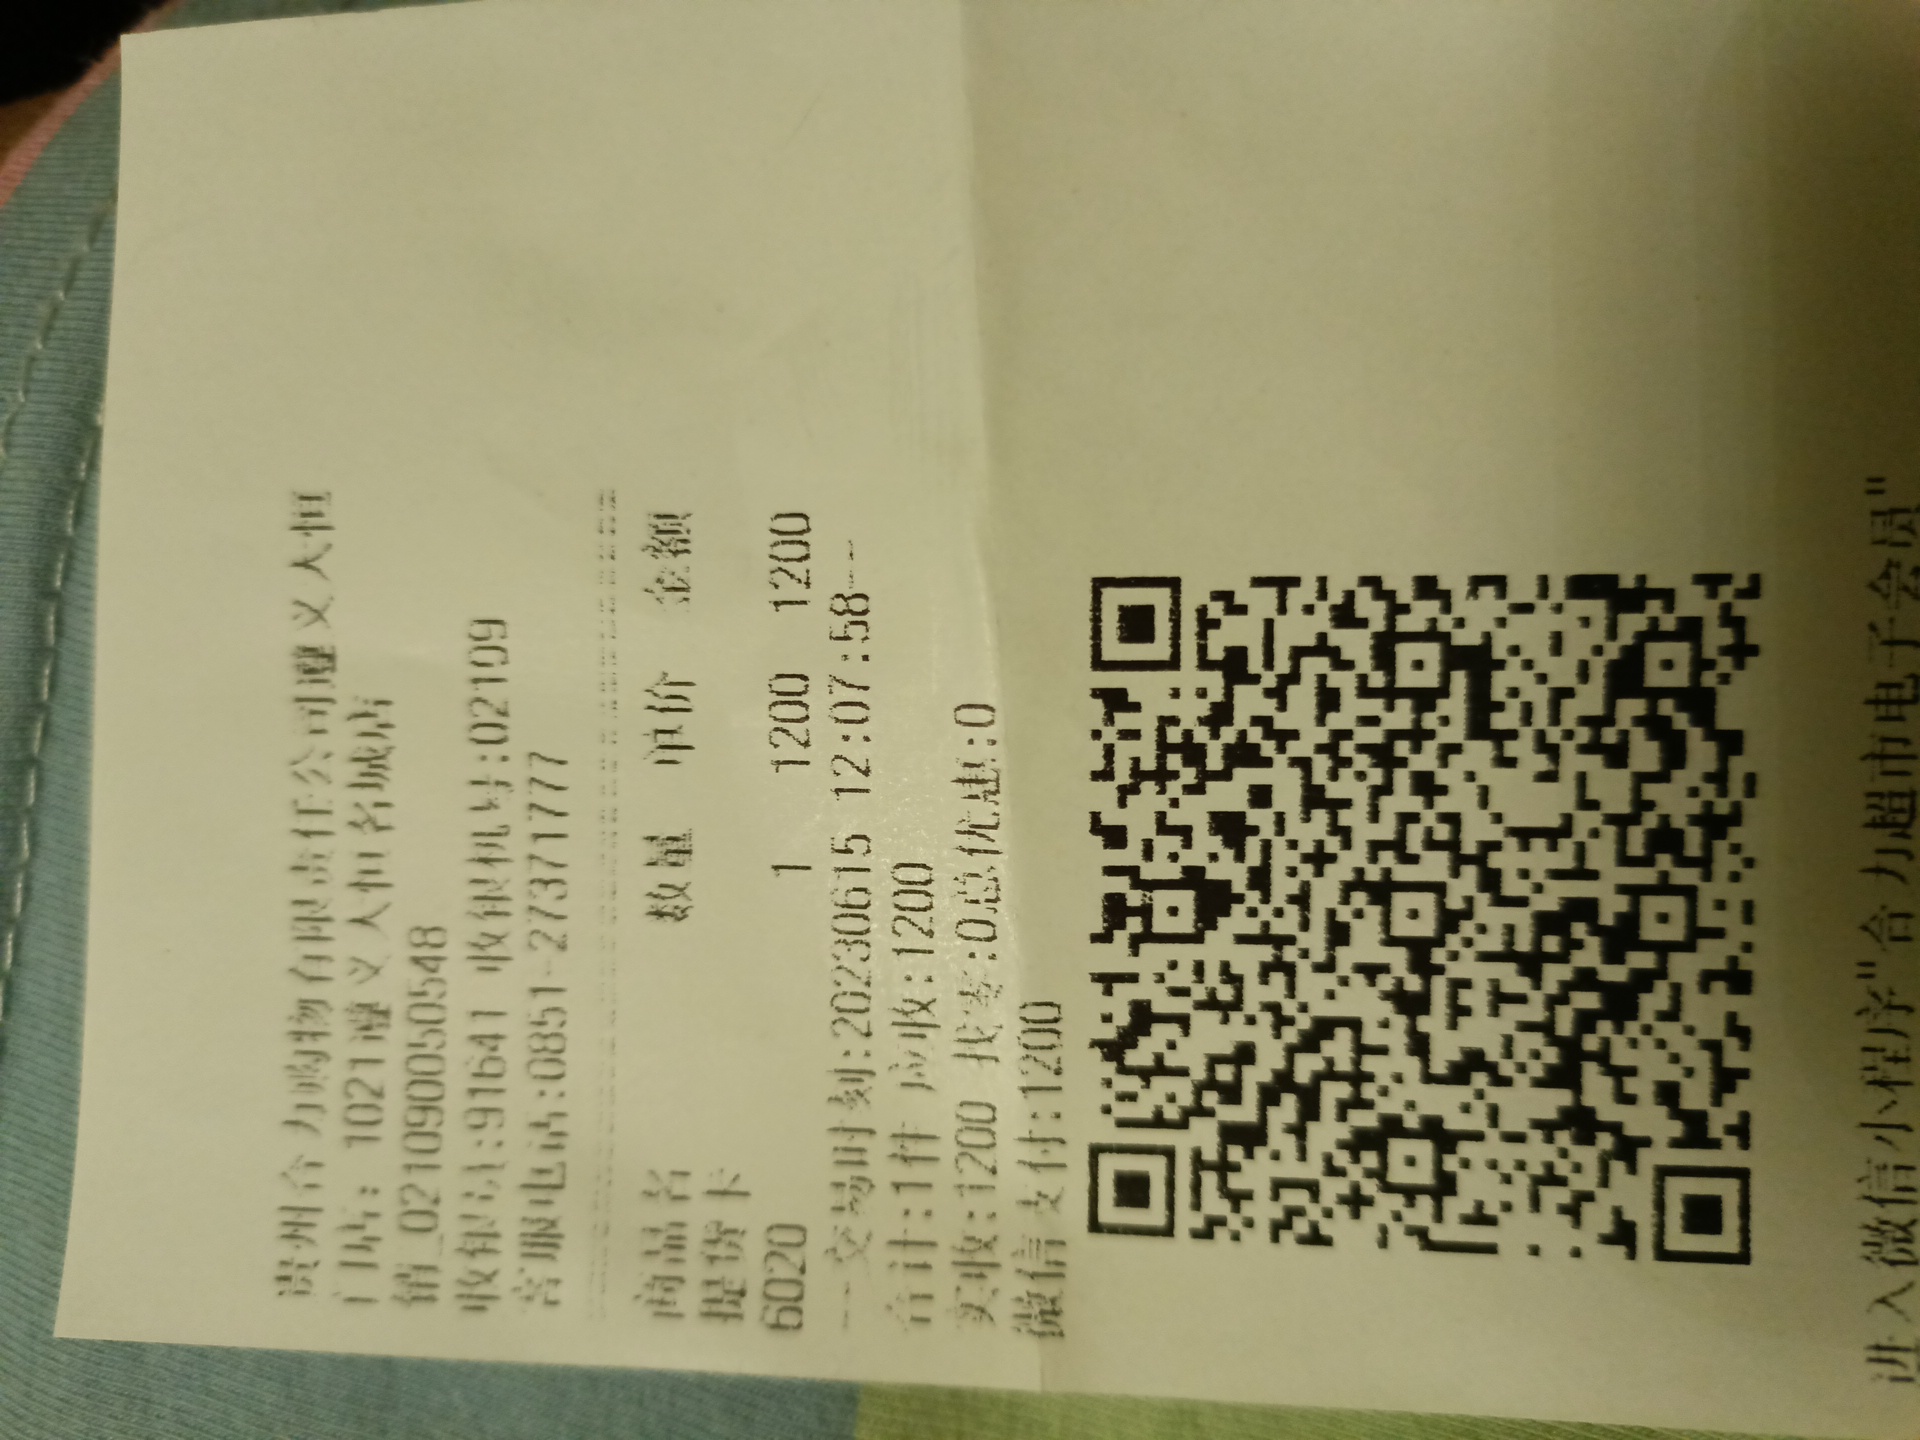 贵州合力购物有限责任公司遵义大恒
门店：1021遵义大恒名城店
销_021090050548
收银员:91641 收银机号:02109
客服电话:0851-27371777
商品名 数量 单价 金额
提货卡
6020 1 1200 1200
---交易时刻:20230615 12:07:58---
合计:1件 应收:1200
实收:1200 找零:0总优惠:0
微信支付:1200
进入微信小程序"合力超市电子会员"